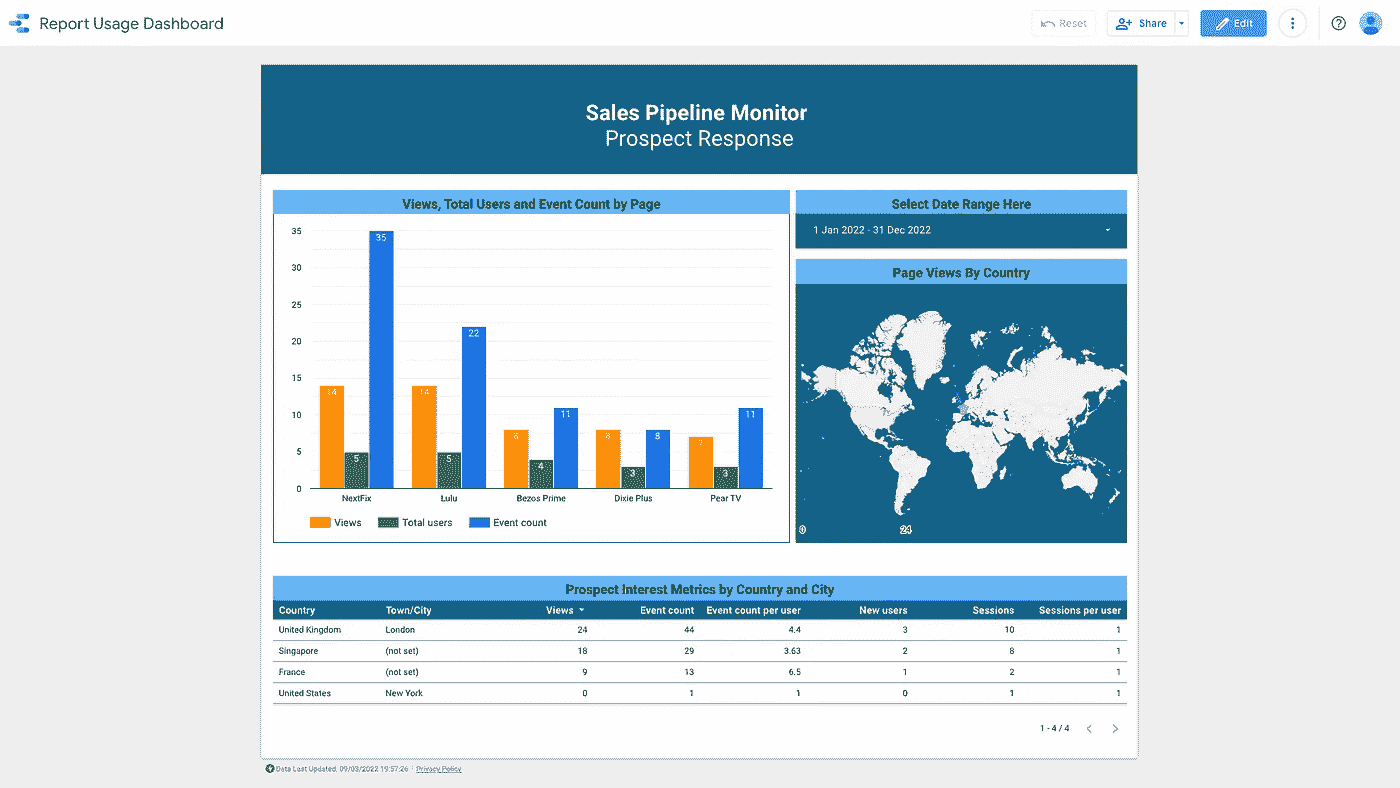 Report Usage Dashboard
Reset
Share
Edit
Sales Pipeline Monitor
Prospect Response
Views, Total Users and Event Count by Page
35
30
25
20
15
10
5
0
14 5 35
14 5 22
8 4 11
8 3 8
7 3 11
NextFix Lulu Bezos Prime Dixie Plus Pear TV
Views Total users Event count
Select Date Range Here
1 Jan 2022 - 31 Dec 2022
Page Views By Country
0 24
Prospect Interest Metrics by Country and City
Country Town/City Views Event count Event count per user New users Sessions Sessions per user
United Kingdom London 24 44 4.4 3 10 1
Singapore (not set) 18 29 3.63 2 8 1
France (not set) 9 13 6.5 1 2 1
United States New York 0 1 1 0 1 1
1 - 4 / 4
Data Last Updated: 09/03/2022 19:57:26 | Privacy Policy